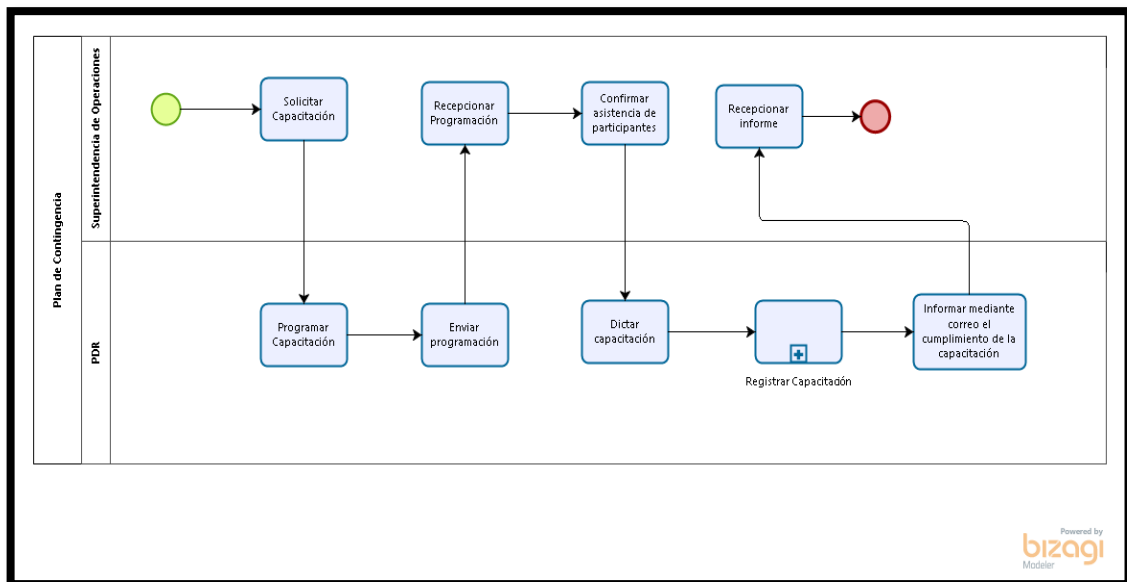 Plan de Contingencia
Superintendencia de Operaciones
Solicitar
Capacitación
Recepcionar
Programación
Confirmar
asistencia de
participantes
Recepcionar
informe
PDR
Programar
Capacitación
Enviar
programación
Dictar
capacitación
Registrar Capacitación
Informar mediante
correo el
cumplimiento de la
capacitación
Powered by
bizagi
Modeler